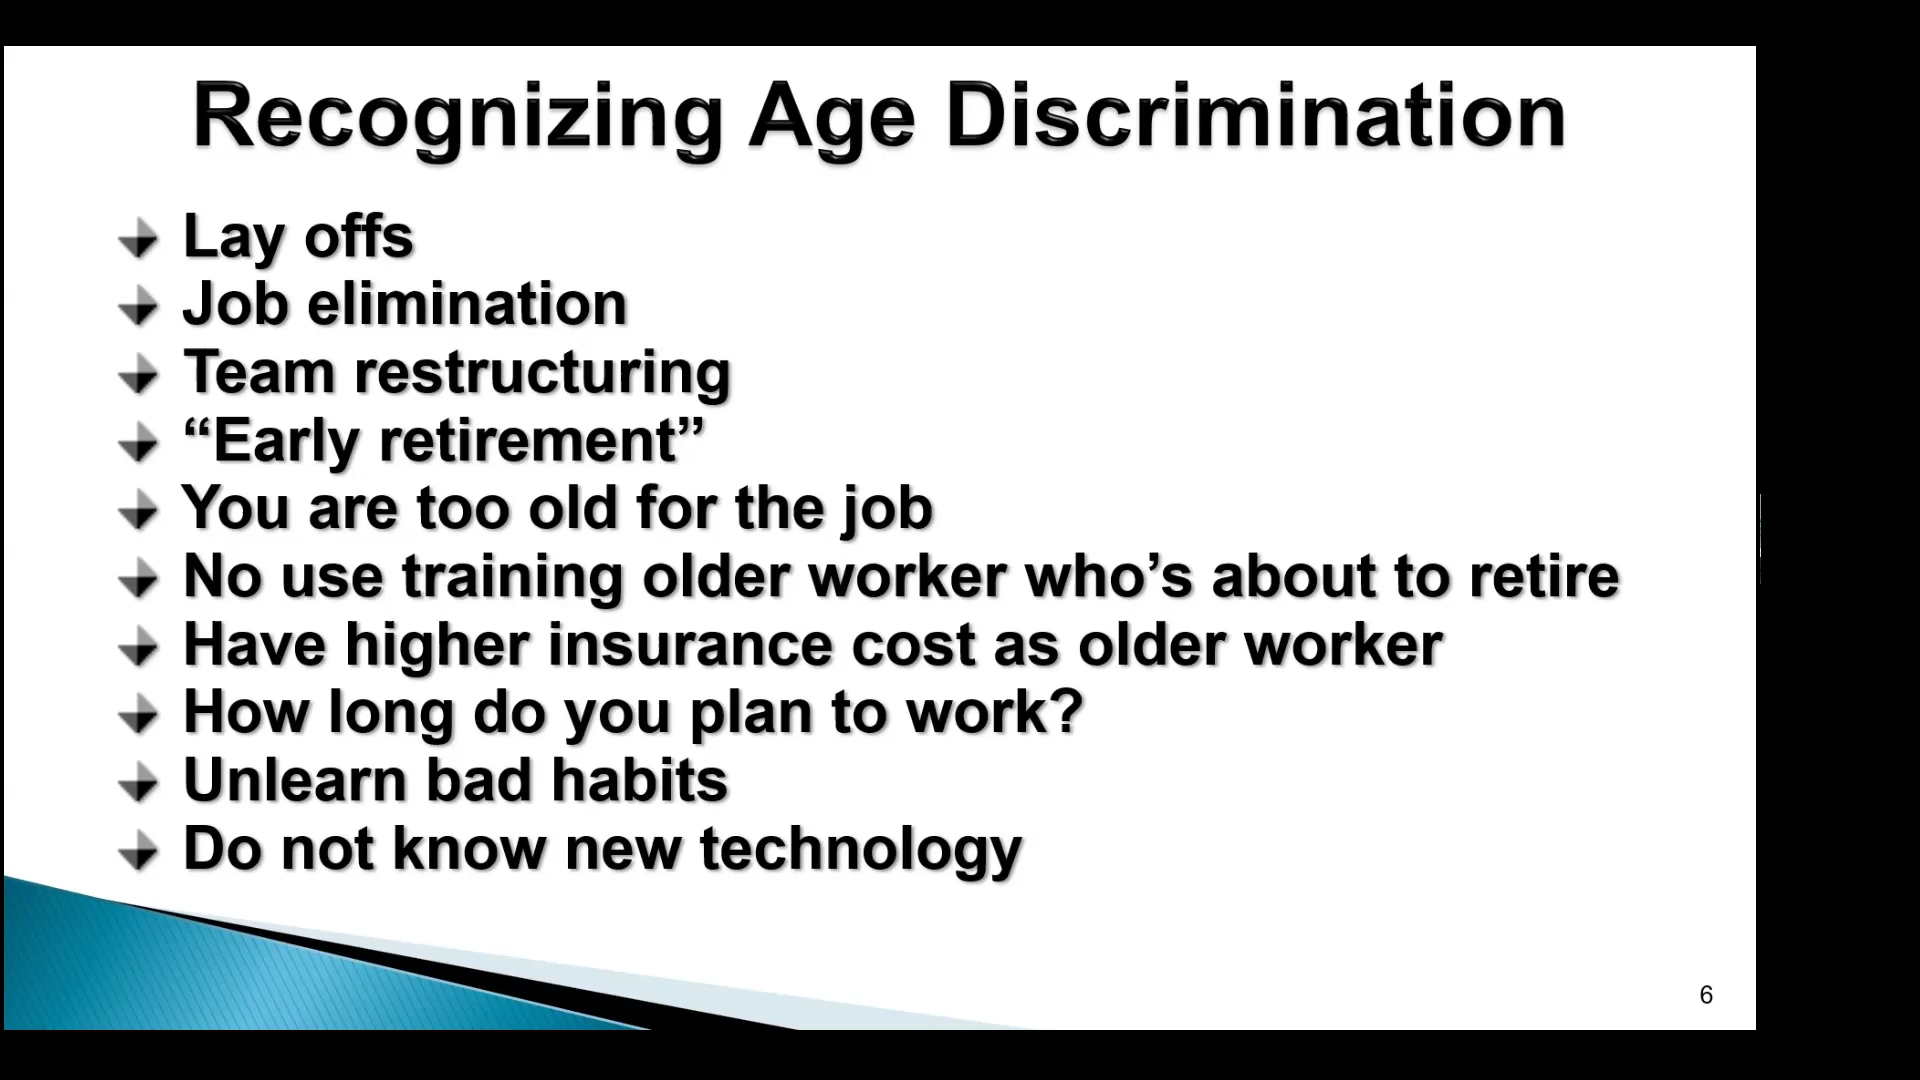 Recognizing Age Discrimination
Lay offs
Job elimination
Team restructuring
“Early retirement”
You are too old for the job
No use training older worker who’s about to retire
Have higher insurance cost as older worker
How long do you plan to work?
Unlearn bad habits
Do not know new technology
6